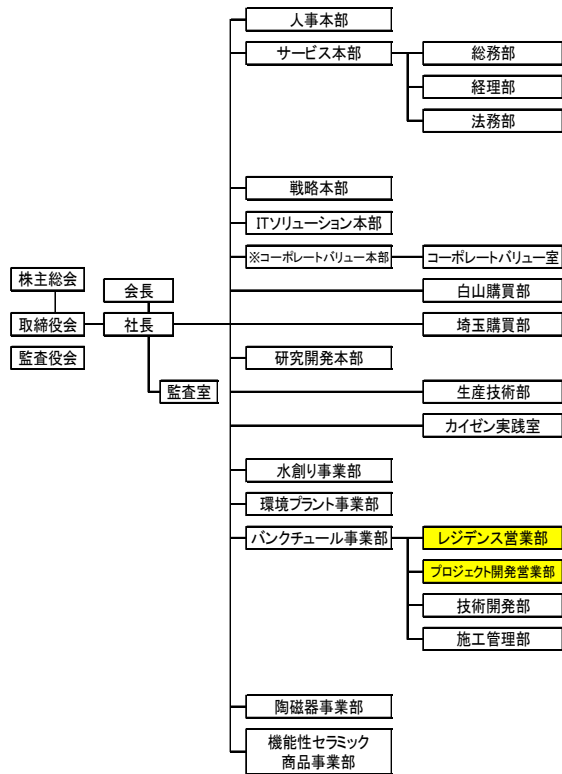 人事本部
サービス本部
総務部
経理部
法務部
戦略本部
ITソリューション本部
※コーポレートバリュー本部
コーポレートバリュー室
株主総会
会長
白山購買部
取締役会
社長
埼玉購買部
監査役会
研究開発本部
監査室
生産技術部
カイゼン実践室
水創り事業部
環境プラント事業部
バンクチュール事業部
レジデンス営業部
プロジェクト開発営業部
技術開発部
施工管理部
陶磁器事業部
機能性セラミック
商品事業部